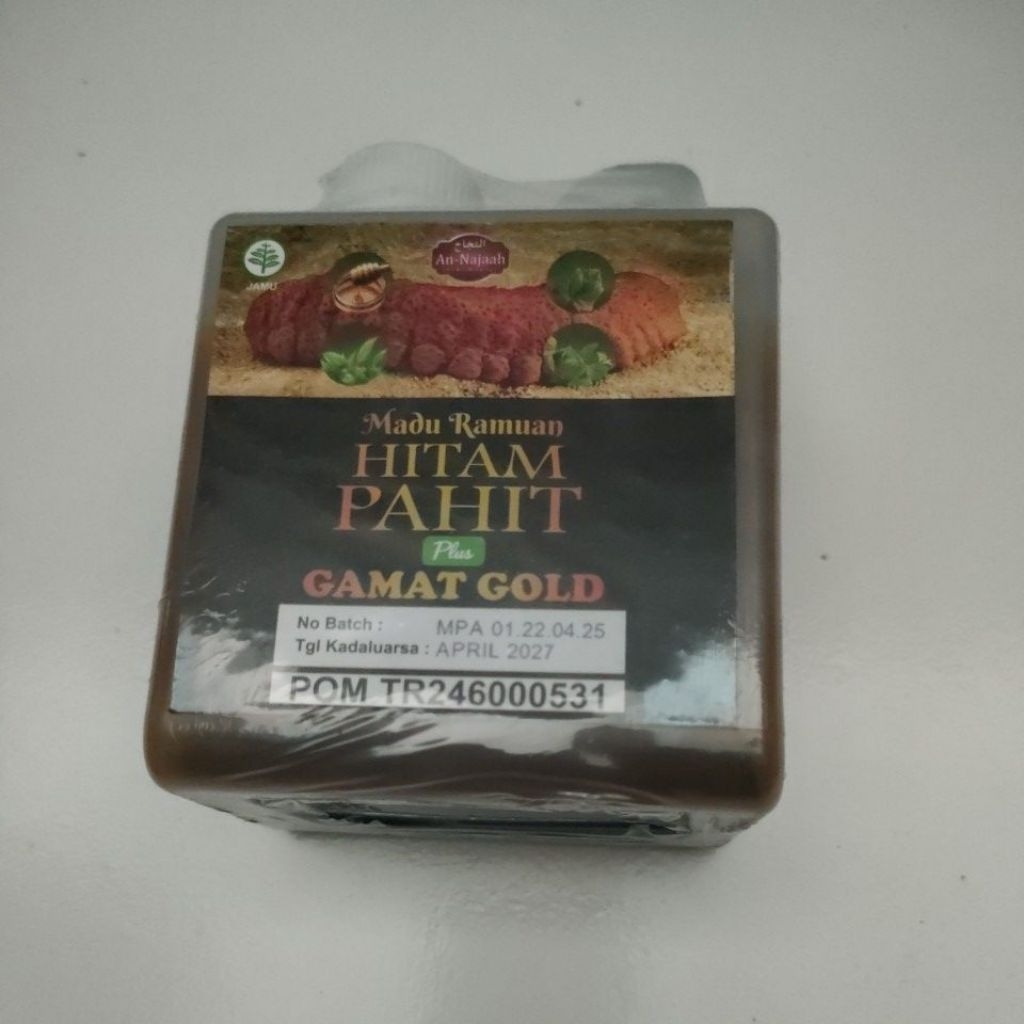 النجاح
An-Najaah
JAMU
Madu Ramuan
HITAM
PAHIT
Plus
GAMAT GOLD
No Batch : MPA 01.22.04.25
Tgl Kadaluarsa : APRIL 2027
POM TR246000531